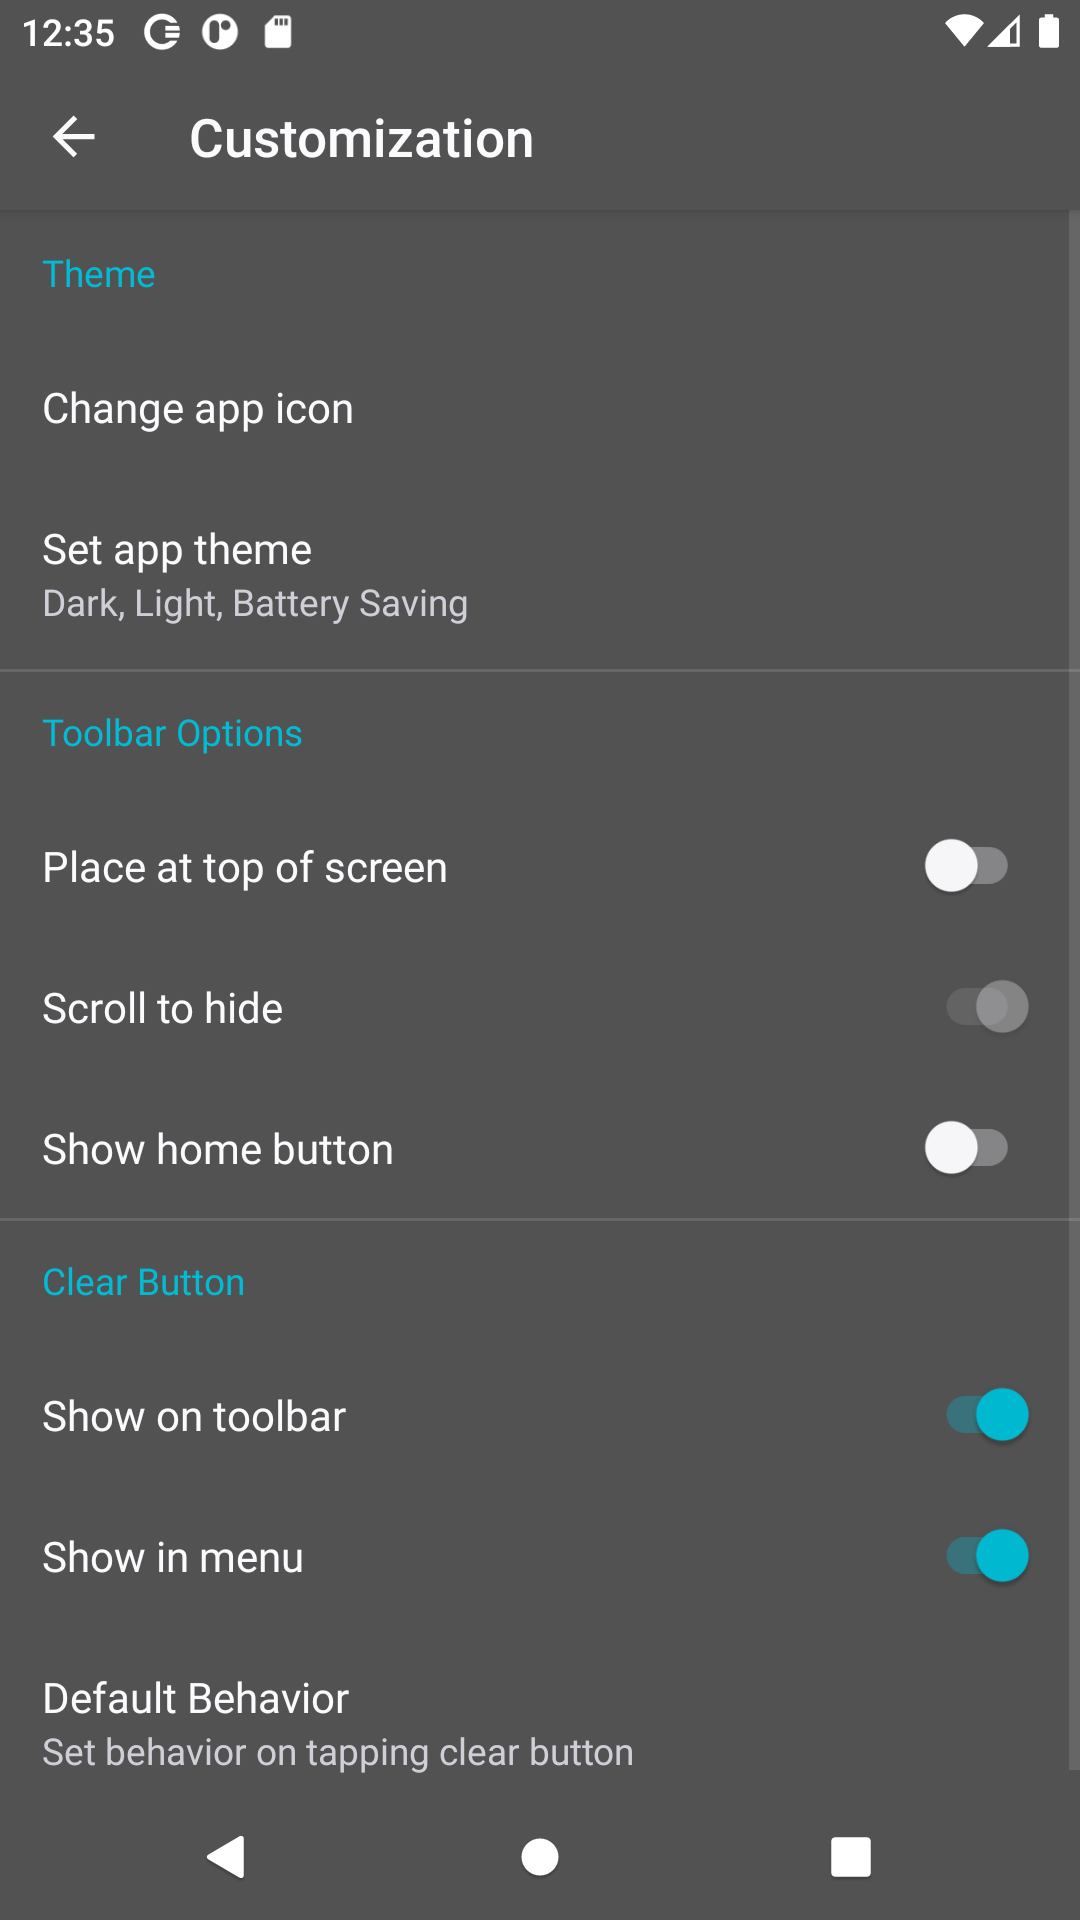 12:35
Customization
Theme
Change app icon
Set app theme
Dark, Light, Battery Saving
Toolbar Options
Place at top of screen
Scroll to hide
Show home button
Clear Button
Show on toolbar
Show in menu
Default Behavior
Set behavior on tapping clear button